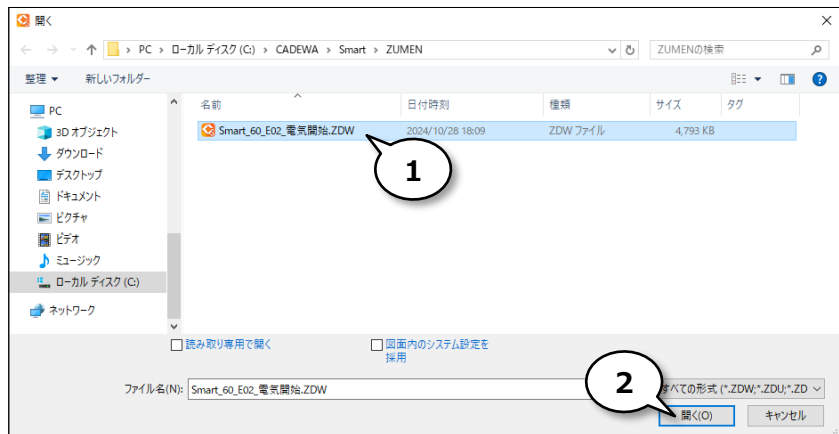 開く
PC › ローカル ディスク (C:) › CADEWA › Smart › ZUMEN
ZUMENの検索
整理
新しいフォルダー
PC
3D オブジェクト
ダウンロード
デスクトップ
ドキュメント
ピクチャ
ビデオ
ミュージック
ローカル ディスク (C:)
ネットワーク
名前 日付時刻 種類 サイズ タグ
Smart_60_E02_電気開始.ZDW 2024/10/28 18:09 ZDW ファイル 4,793 KB
1
読み取り専用で開く
図面内のシステム設定を
採用
ファイル名(N): Smart_60_E02_電気開始.ZDW
すべての形式 (*.ZDW;*.ZDU;*.ZD
2
開く(O) キャンセル